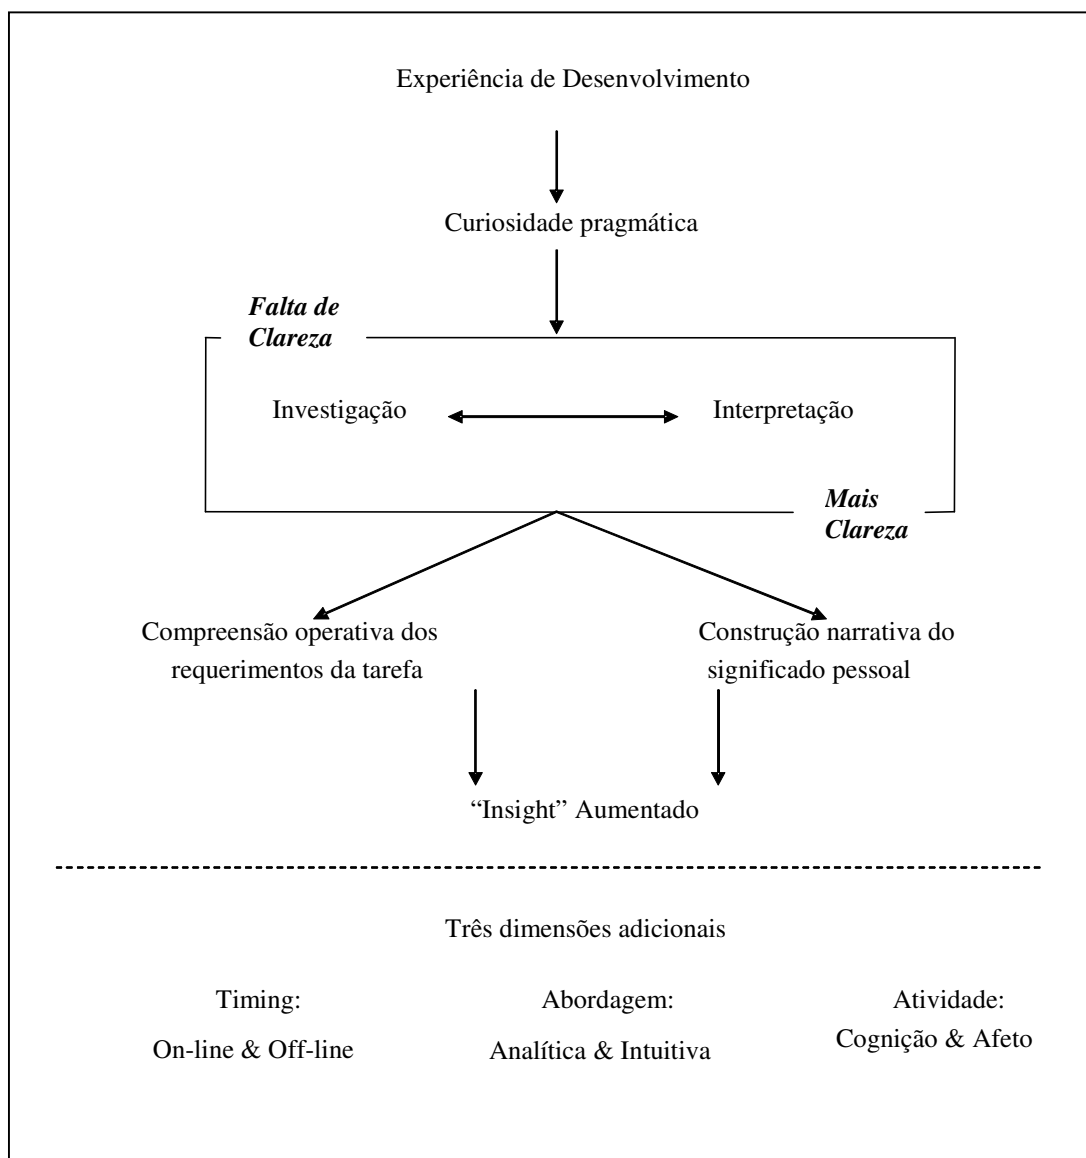 Experiência de Desenvolvimento
Curiosidade pragmática
Falta de
Clareza
Investigação
Interpretação
Mais
Clareza
Compreensão operativa dos
requerimentos da tarefa
Construção narrativa do
significado pessoal
“Insight” Aumentado
Três dimensões adicionais
Timing:
On-line & Off-line
Abordagem:
Analítica & Intuitiva
Atividade:
Cognição & Afeto